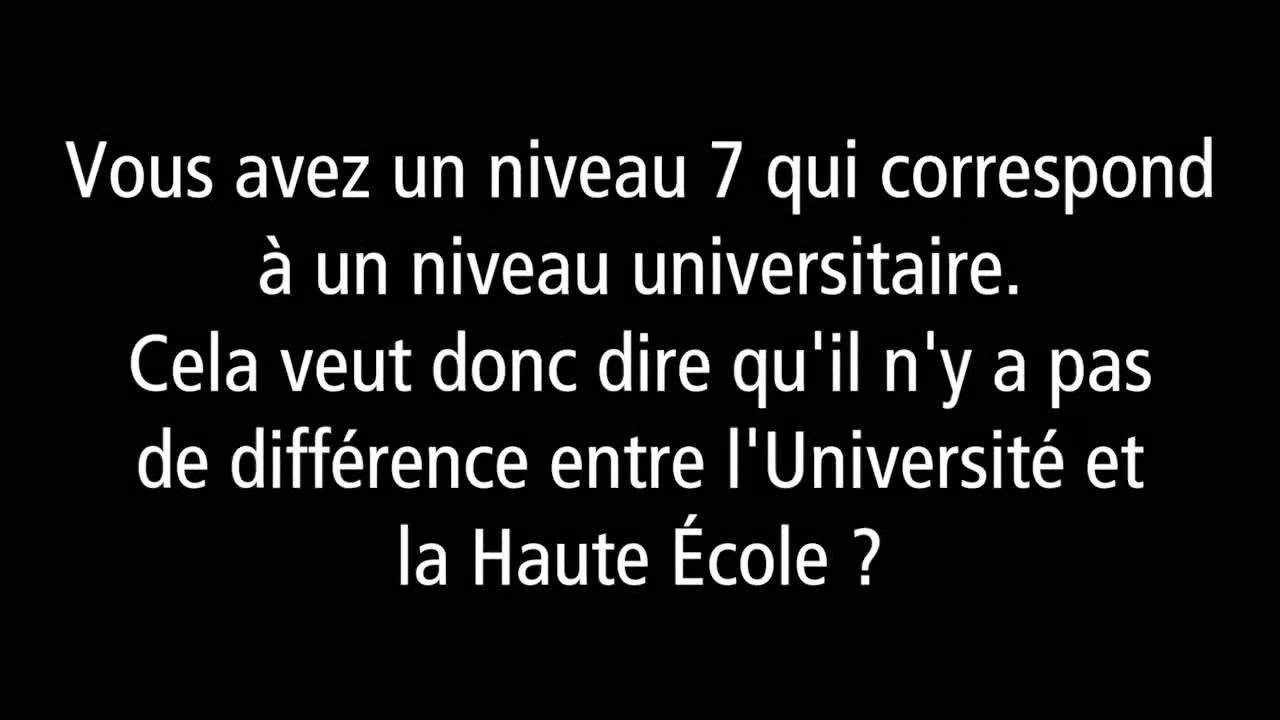 Vous avez un niveau 7 qui correspond
à un niveau universitaire.
Cela veut donc dire qu'il n'y a pas
de différence entre l'Université et
la Haute École ?